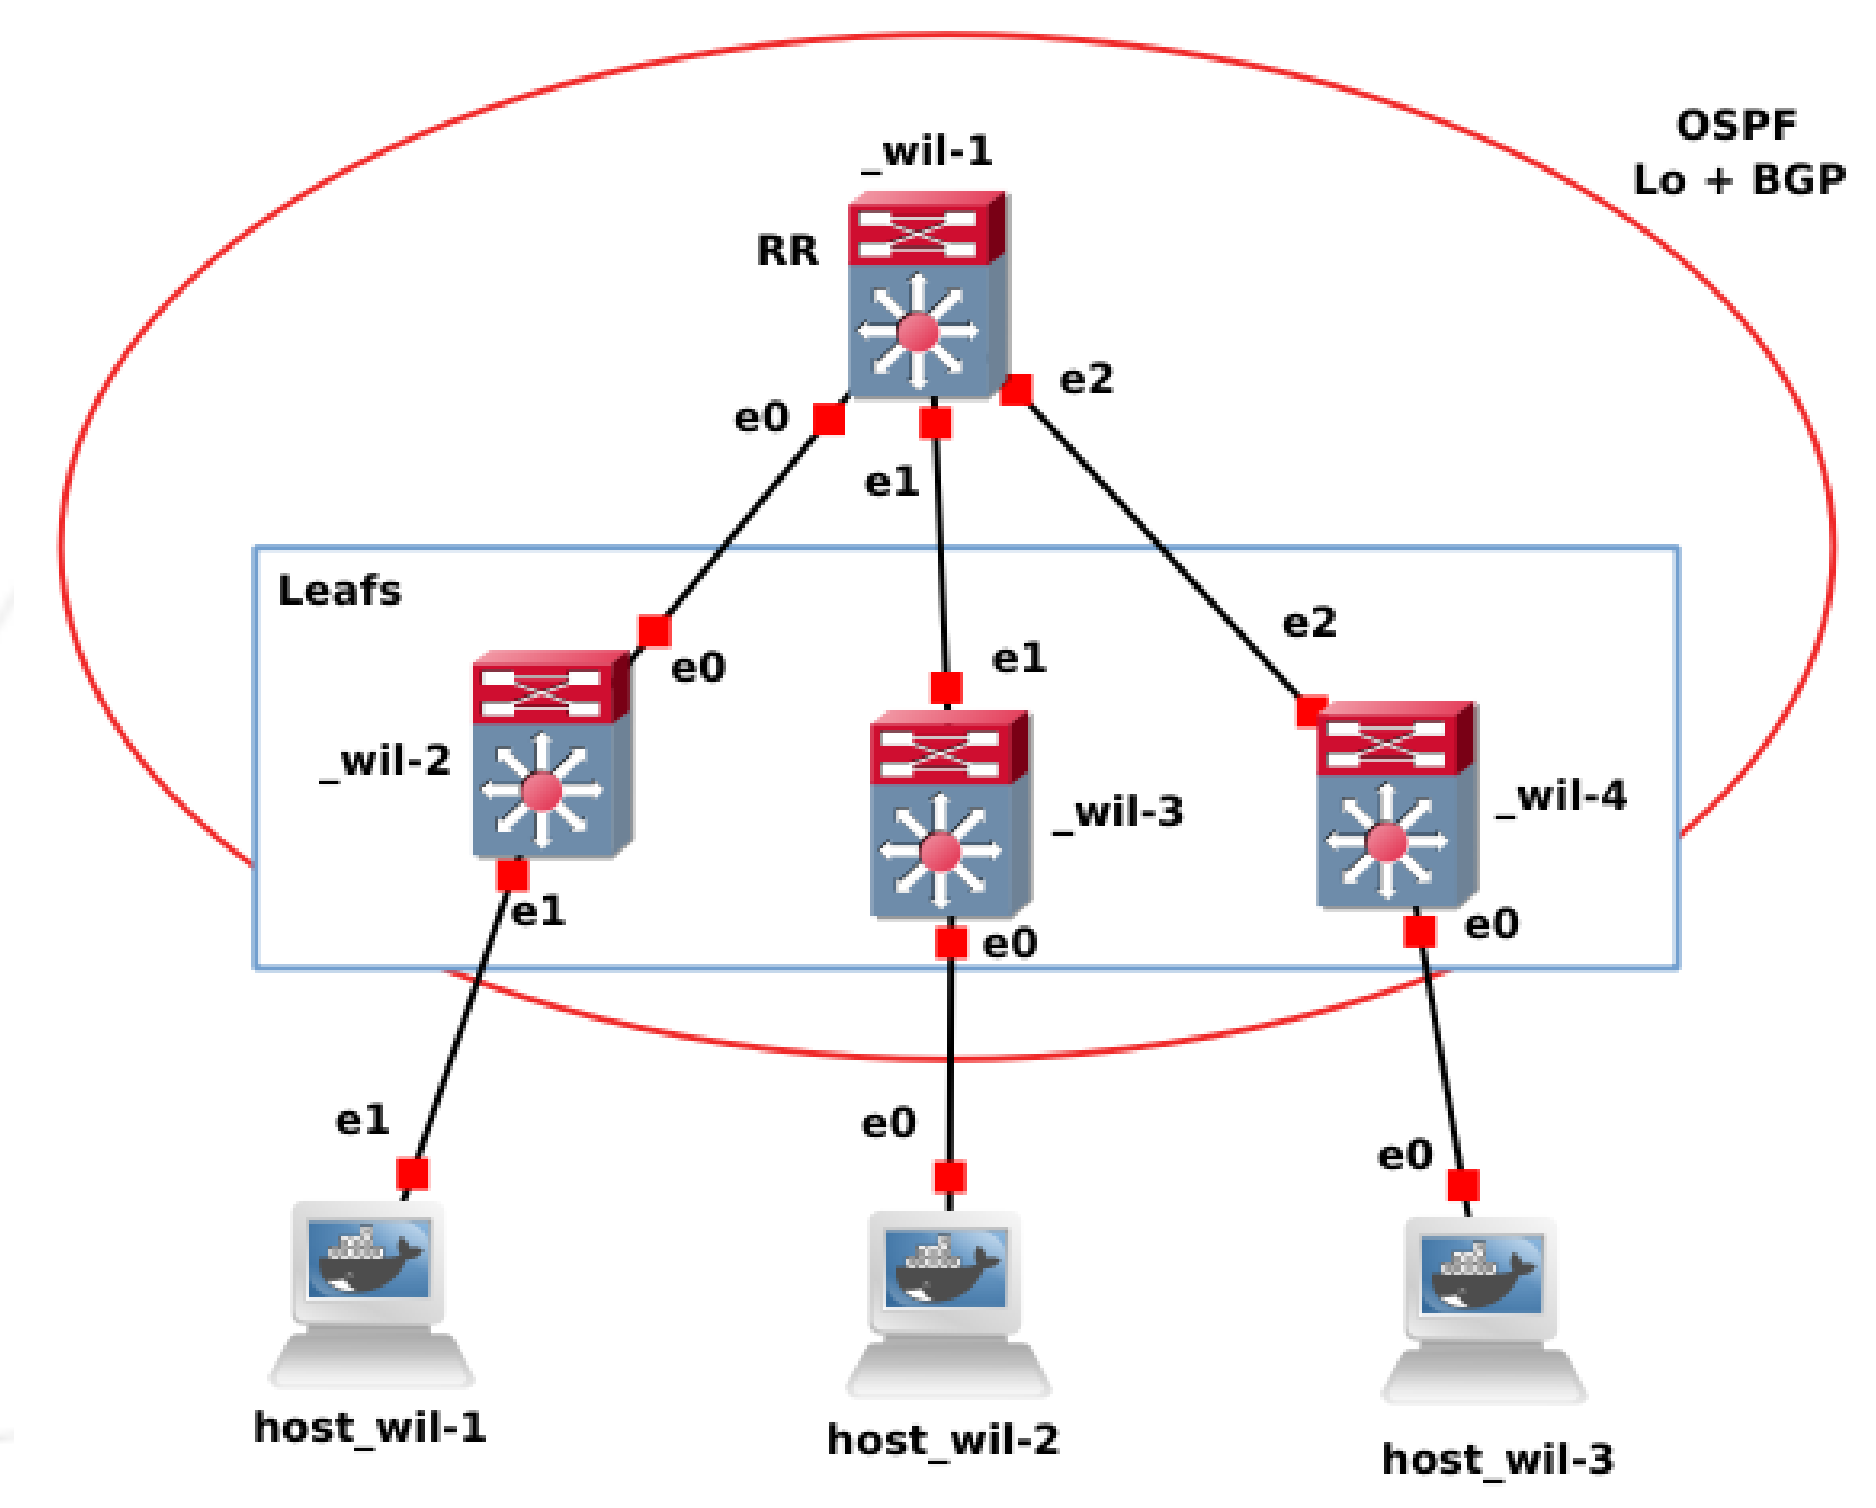 OSPF
Lo + BGP
_wil-1
RR
e0
e1
e2
Leafs
e0
e1
e2
_wil-2
_wil-3
_wil-4
e1
e0
e0
e1
e0
e0
host_wil-1
host_wil-2
host_wil-3